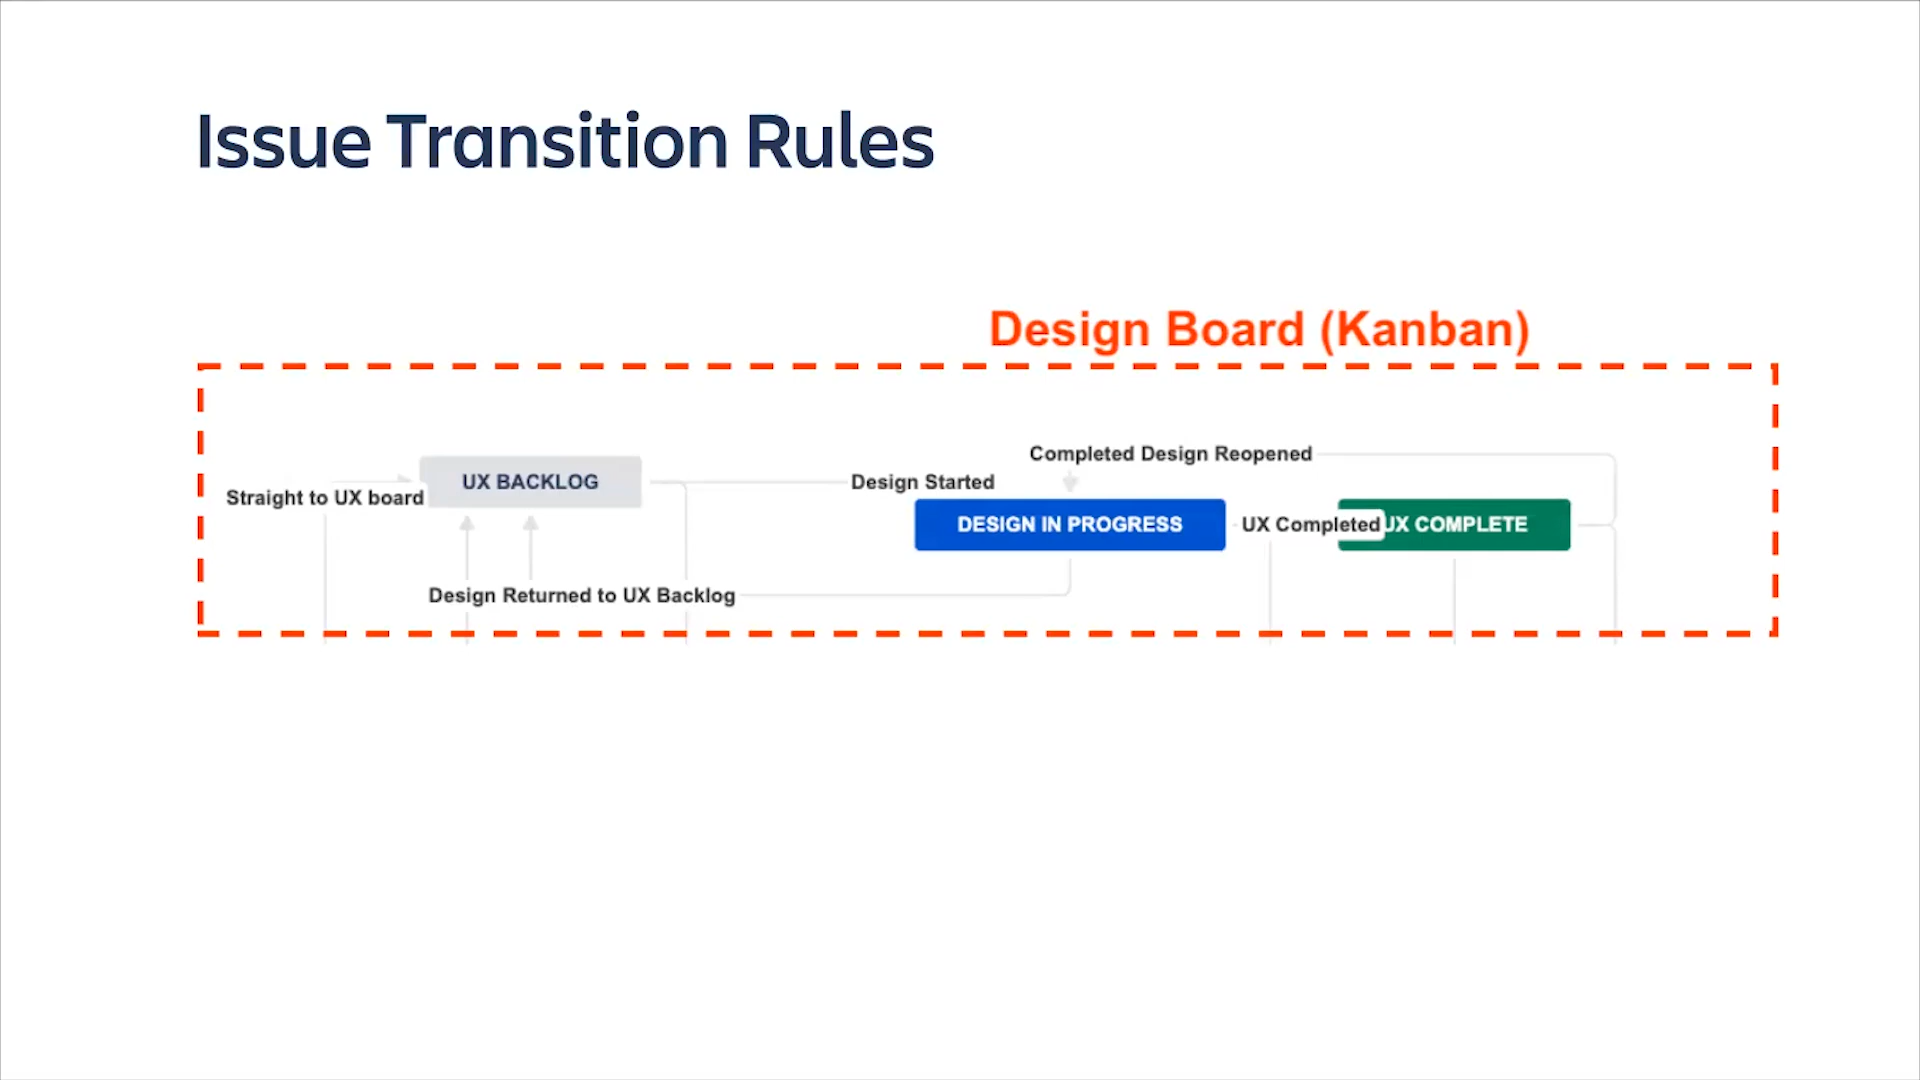 Issue Transition Rules
Design Board (Kanban)
Completed Design Reopened
UX BACKLOG
Design Started
Straight to UX board
DESIGN IN PROGRESS
UX Completed
UX COMPLETE
Design Returned to UX Backlog